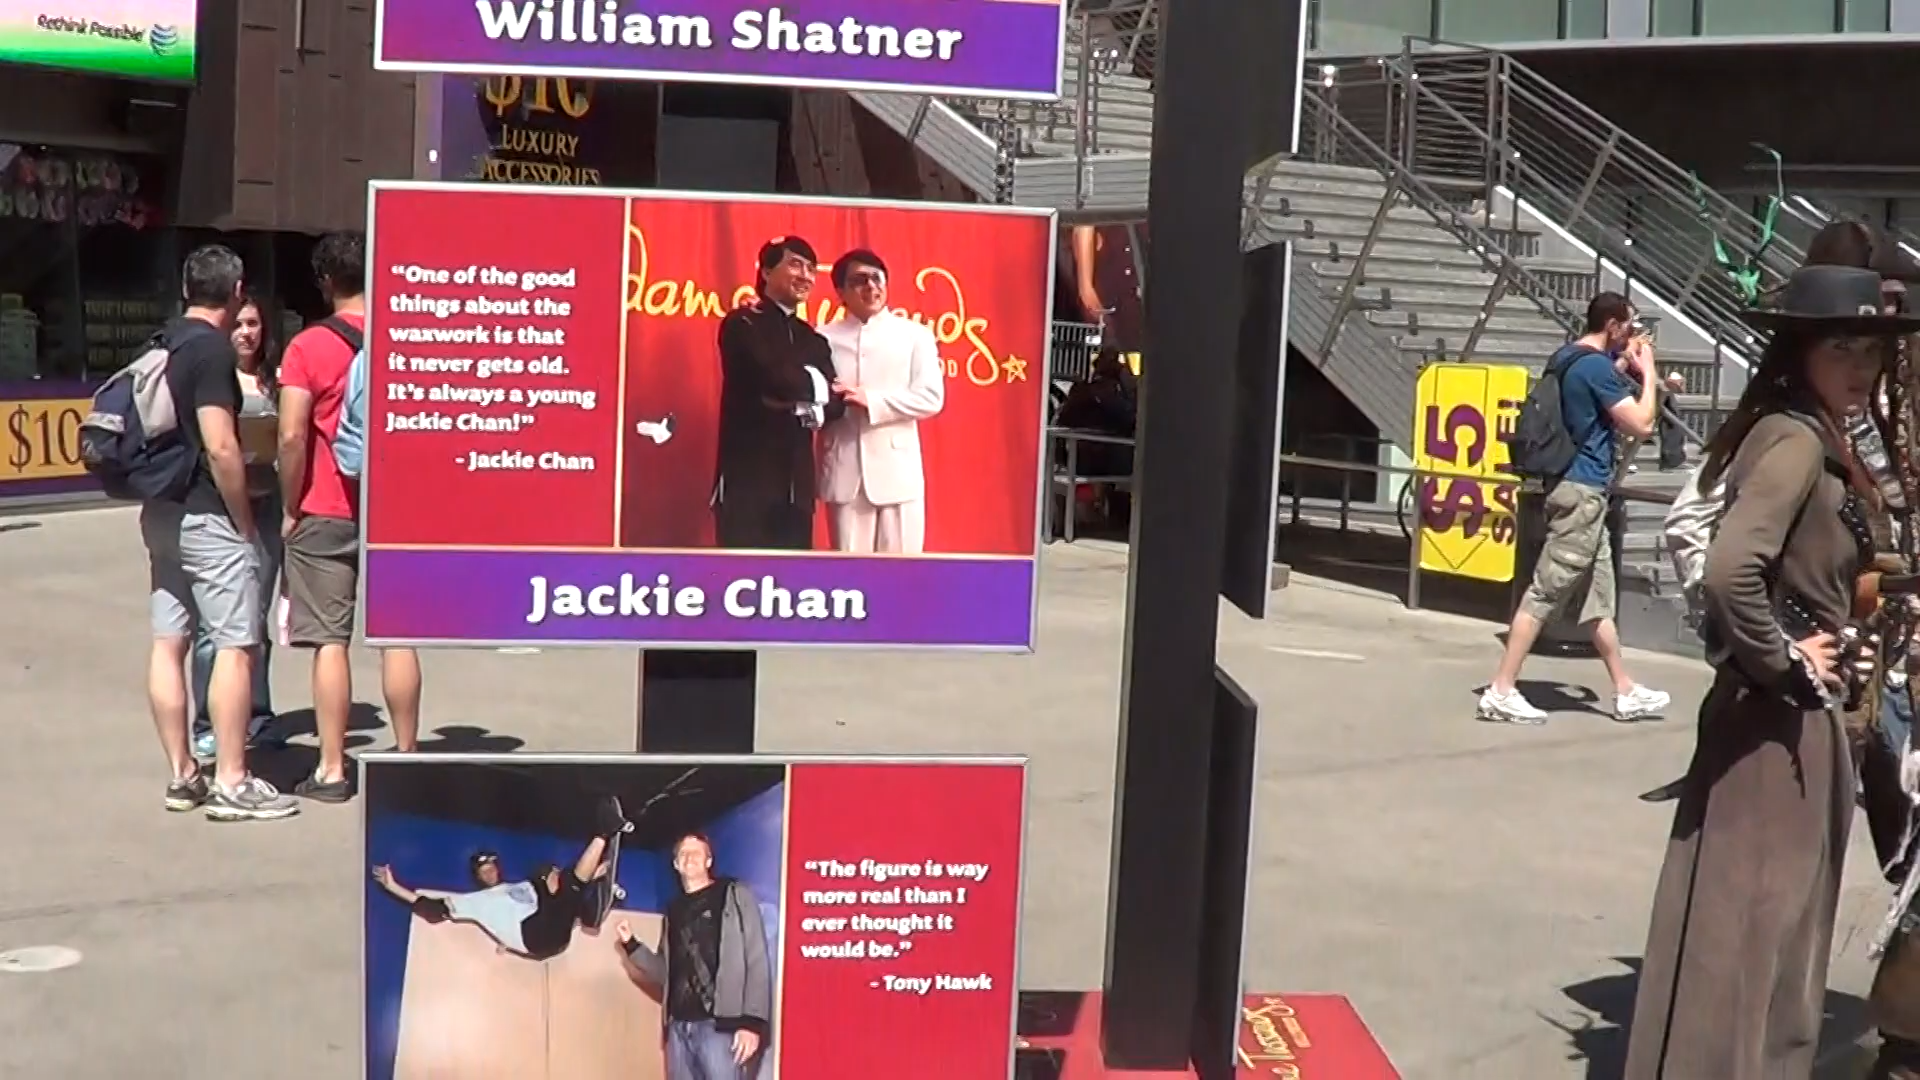 Rethink Possible
William Shatner
$10
LUXURY
ACCESSORIES
"One of the good
things about the
waxwork is that
it never gets old.
It's always a young
Jackie Chan!"
- Jackie Chan
Jackie Chan
$10
$5
SALE!
"The figure is way
more real than I
ever thought it
would be."
- Tony Hawk